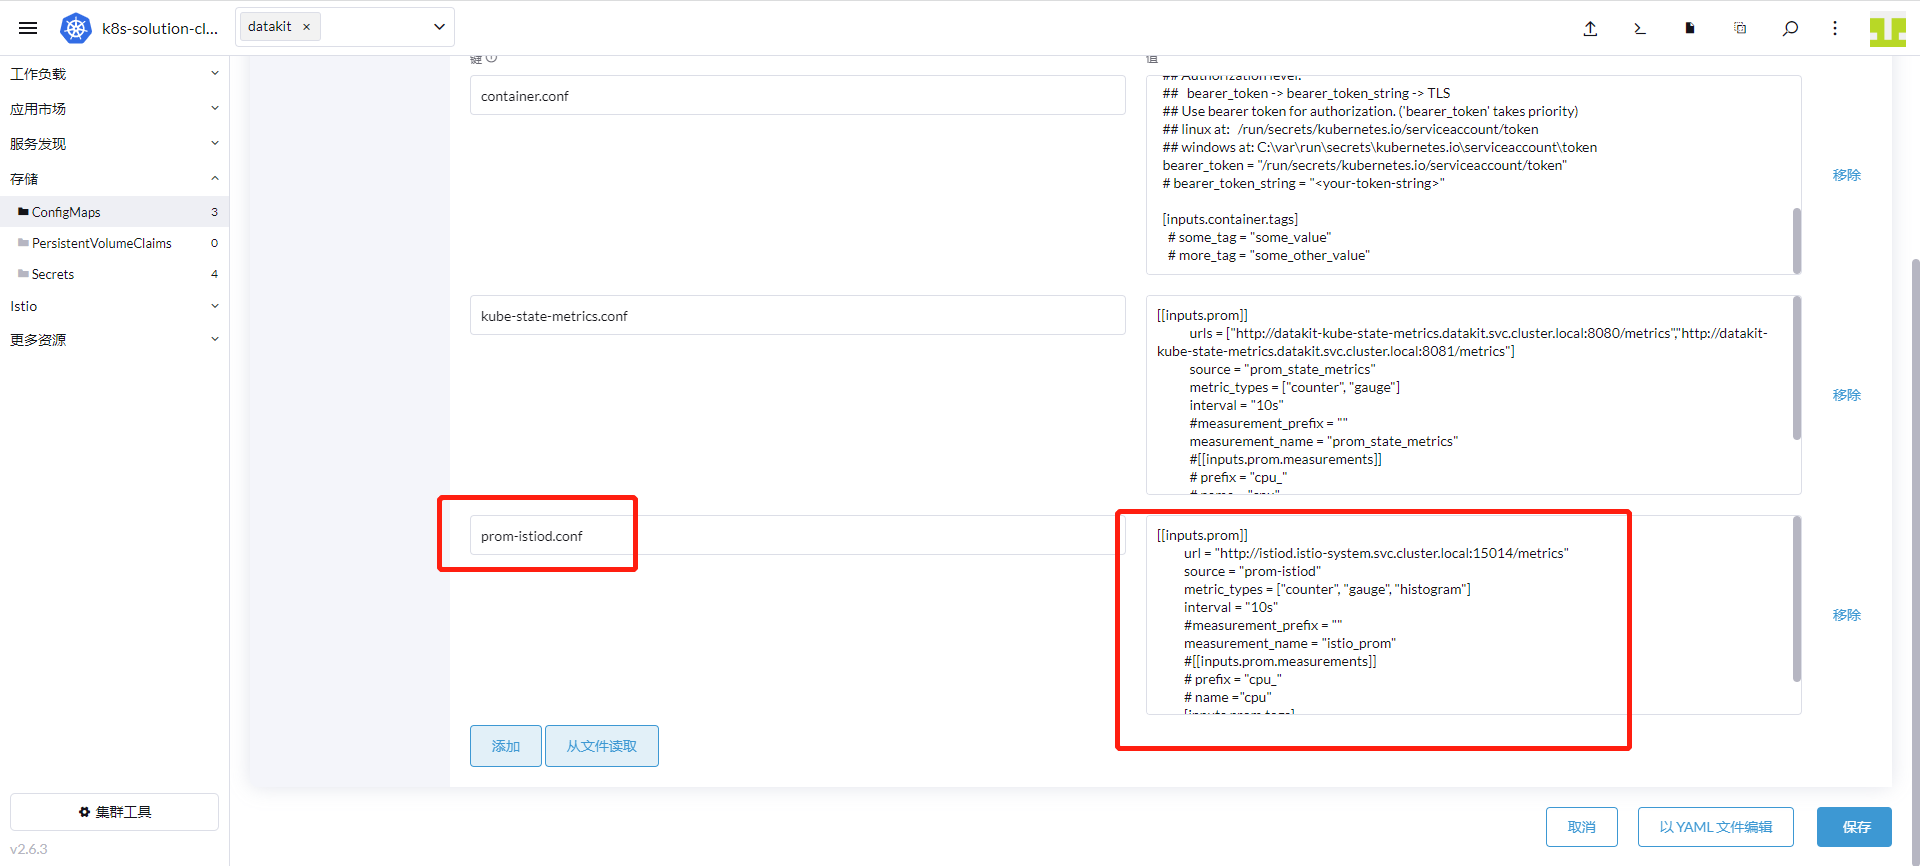 k8s-solution-cl...
datakit ×
工作负载
应用市场
服务发现
存储
ConfigMaps 3
PersistentVolumeClaims 0
Secrets 4
Istio
更多资源
集群工具
v2.6.3
键
值
container.conf
## Authorization level:
## bearer_token -> bearer_token_string -> TLS
## Use bearer token for authorization. ('bearer_token' takes priority)
## linux at: /run/secrets/kubernetes.io/serviceaccount/token
## windows at: C:\var\run\secrets\kubernetes.io\serviceaccount\token
bearer_token = "/run/secrets/kubernetes.io/serviceaccount/token"
# bearer_token_string = "<your-token-string>"
[inputs.container.tags]
# some_tag = "some_value"
# more_tag = "some_other_value"
移除
kube-state-metrics.conf
[[inputs.prom]]
urls = ["http://datakit-kube-state-metrics.datakit.svc.cluster.local:8080/metrics","http://datakit-
kube-state-metrics.datakit.svc.cluster.local:8081/metrics"]
source = "prom_state_metrics"
metric_types = ["counter", "gauge"]
interval = "10s"
#measurement_prefix = ""
measurement_name = "prom_state_metrics"
#[[inputs.prom.measurements]]
# prefix = "cpu_"
# name = "cpu"
移除
prom-istiod.conf
[[inputs.prom]]
url = "http://istiod.istio-system.svc.cluster.local:15014/metrics"
source = "prom-istiod"
metric_types = ["counter", "gauge", "histogram"]
interval = "10s"
#measurement_prefix = ""
measurement_name = "istio_prom"
#[[inputs.prom.measurements]]
# prefix = "cpu_"
# name ="cpu"
[inputs.prom.tags]
移除
添加
从文件读取
取消
以 YAML 文件编辑
保存